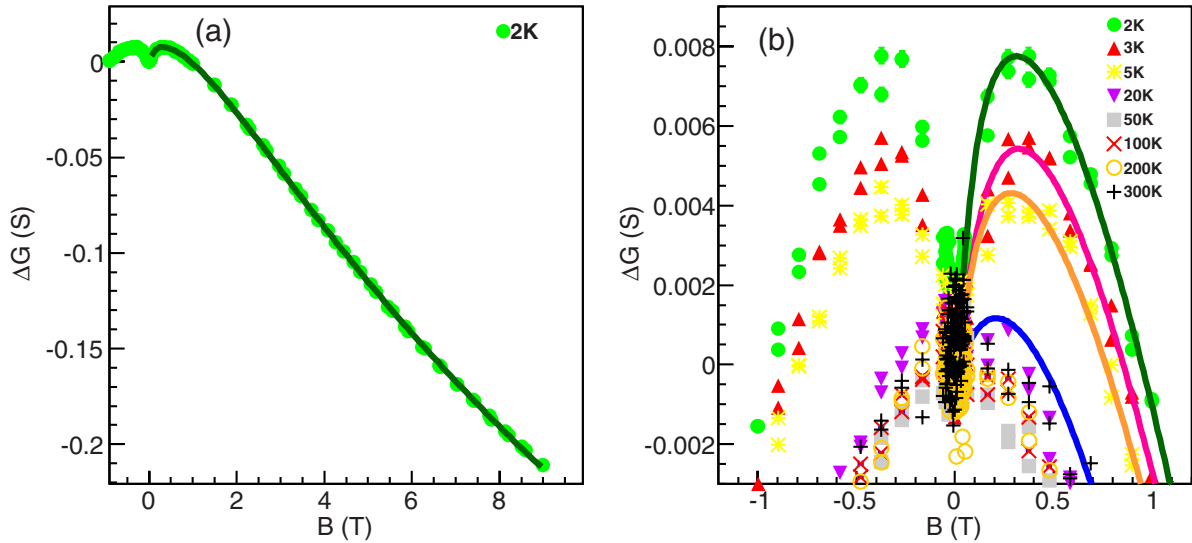 (a)
2K
0
-0.05
-0.1
-0.15
-0.2
ΔG (S)
0 2 4 6 8
B (T)
(b)
2K
3K
5K
20K
50K
100K
200K
300K
0.008
0.006
0.004
0.002
0
-0.002
ΔG (S)
-1 -0.5 0 0.5 1
B (T)